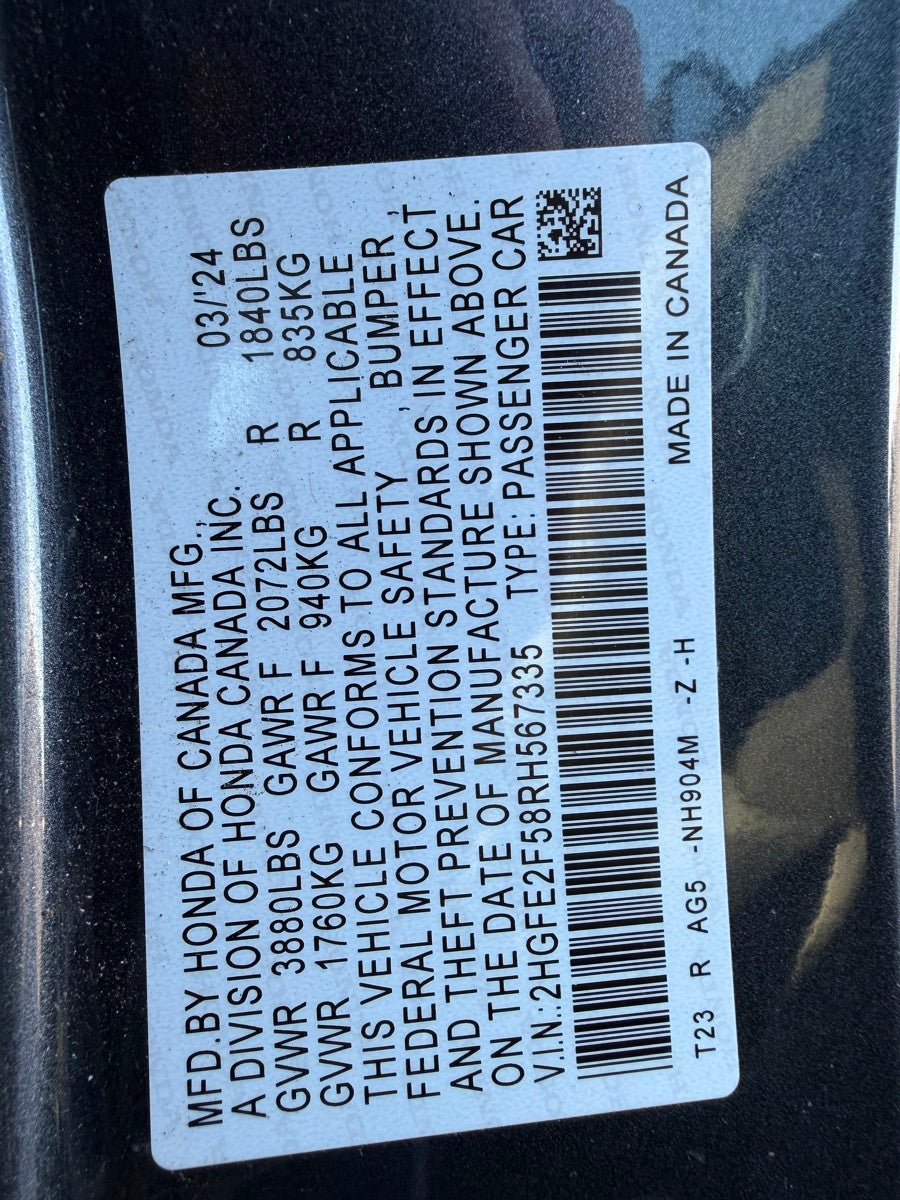 MFD.BY HONDA OF CANADA MFG., 03/'24
A DIVISION OF HONDA CANADA INC.
GVWR 3880LBS GAWR F 2072LBS R 1840LBS
GVWR 1760KG GAWR F 940KG R 835KG
THIS VEHICLE CONFORMS TO ALL APPLICABLE
FEDERAL MOTOR VEHICLE SAFETY , BUMPER ,
AND THEFT PREVENTION STANDARDS IN EFFECT
ON THE DATE OF MANUFACTURE SHOWN ABOVE.
V.I.N.:2HGFE2F58RH567335 TYPE: PASSENGER CAR
MADE IN CANADA
T23 R AG5 -NH904M -Z -H